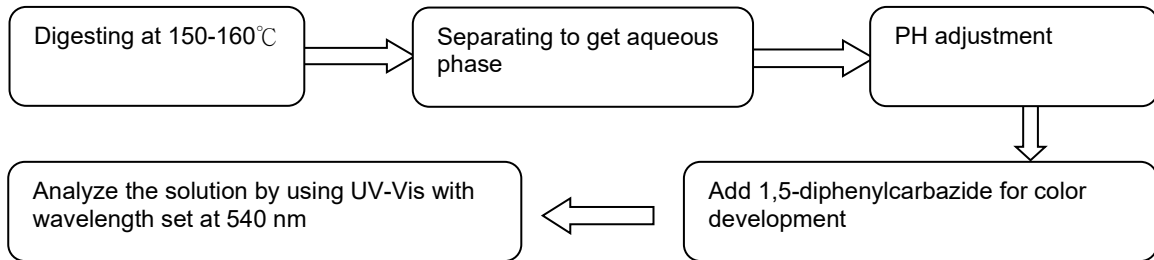 Digesting at 150-160℃
Separating to get aqueous
phase
PH adjustment
Add 1,5-diphenylcarbazide for color
development
Analyze the solution by using UV-Vis with
wavelength set at 540 nm